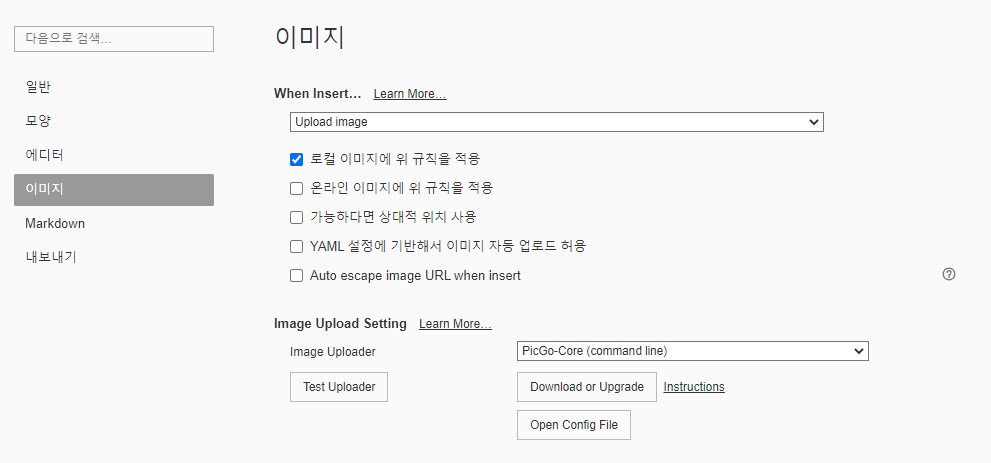 다음으로 검색...
일반
모양
에디터
이미지
Markdown
내보내기
이미지
When Insert... Learn More...
Upload image
로컬 이미지에 위 규칙을 적용
온라인 이미지에 위 규칙을 적용
가능하다면 상대적 위치 사용
YAML 설정에 기반해서 이미지 자동 업로드 허용
Auto escape image URL when insert
Image Upload Setting Learn More...
Image Uploader PicGo-Core (command line)
Test Uploader Download or Upgrade Instructions
Open Config File